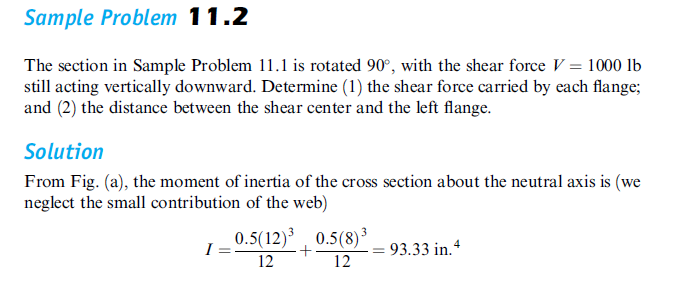 Sample Problem 11.2
The section in Sample Problem 11.1 is rotated 90°, with the shear force V = 1000 lb
still acting vertically downward. Determine (1) the shear force carried by each flange;
and (2) the distance between the shear center and the left flange.
Solution
From Fig. (a), the moment of inertia of the cross section about the neutral axis is (we
neglect the small contribution of the web)
I = 0.5(12)³/12 + 0.5(8)³/12 = 93.33 in.⁴